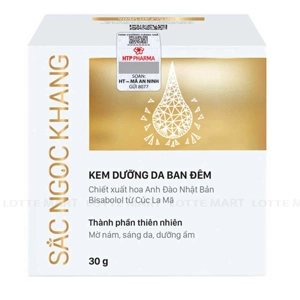 HTP PHARMA
SOẠN:
HT – MÃ AN NINH
GỬI 8077
SẮC NGỌC KHANG
KEM DƯỠNG DA BAN ĐÊM
Chiết xuất hoa Anh Đào Nhật Bản
Bisabolol từ Cúc La Mã
LOTTE MART
Thành phần thiên nhiên
Mờ nám, sáng da, dưỡng ẩm
30 g